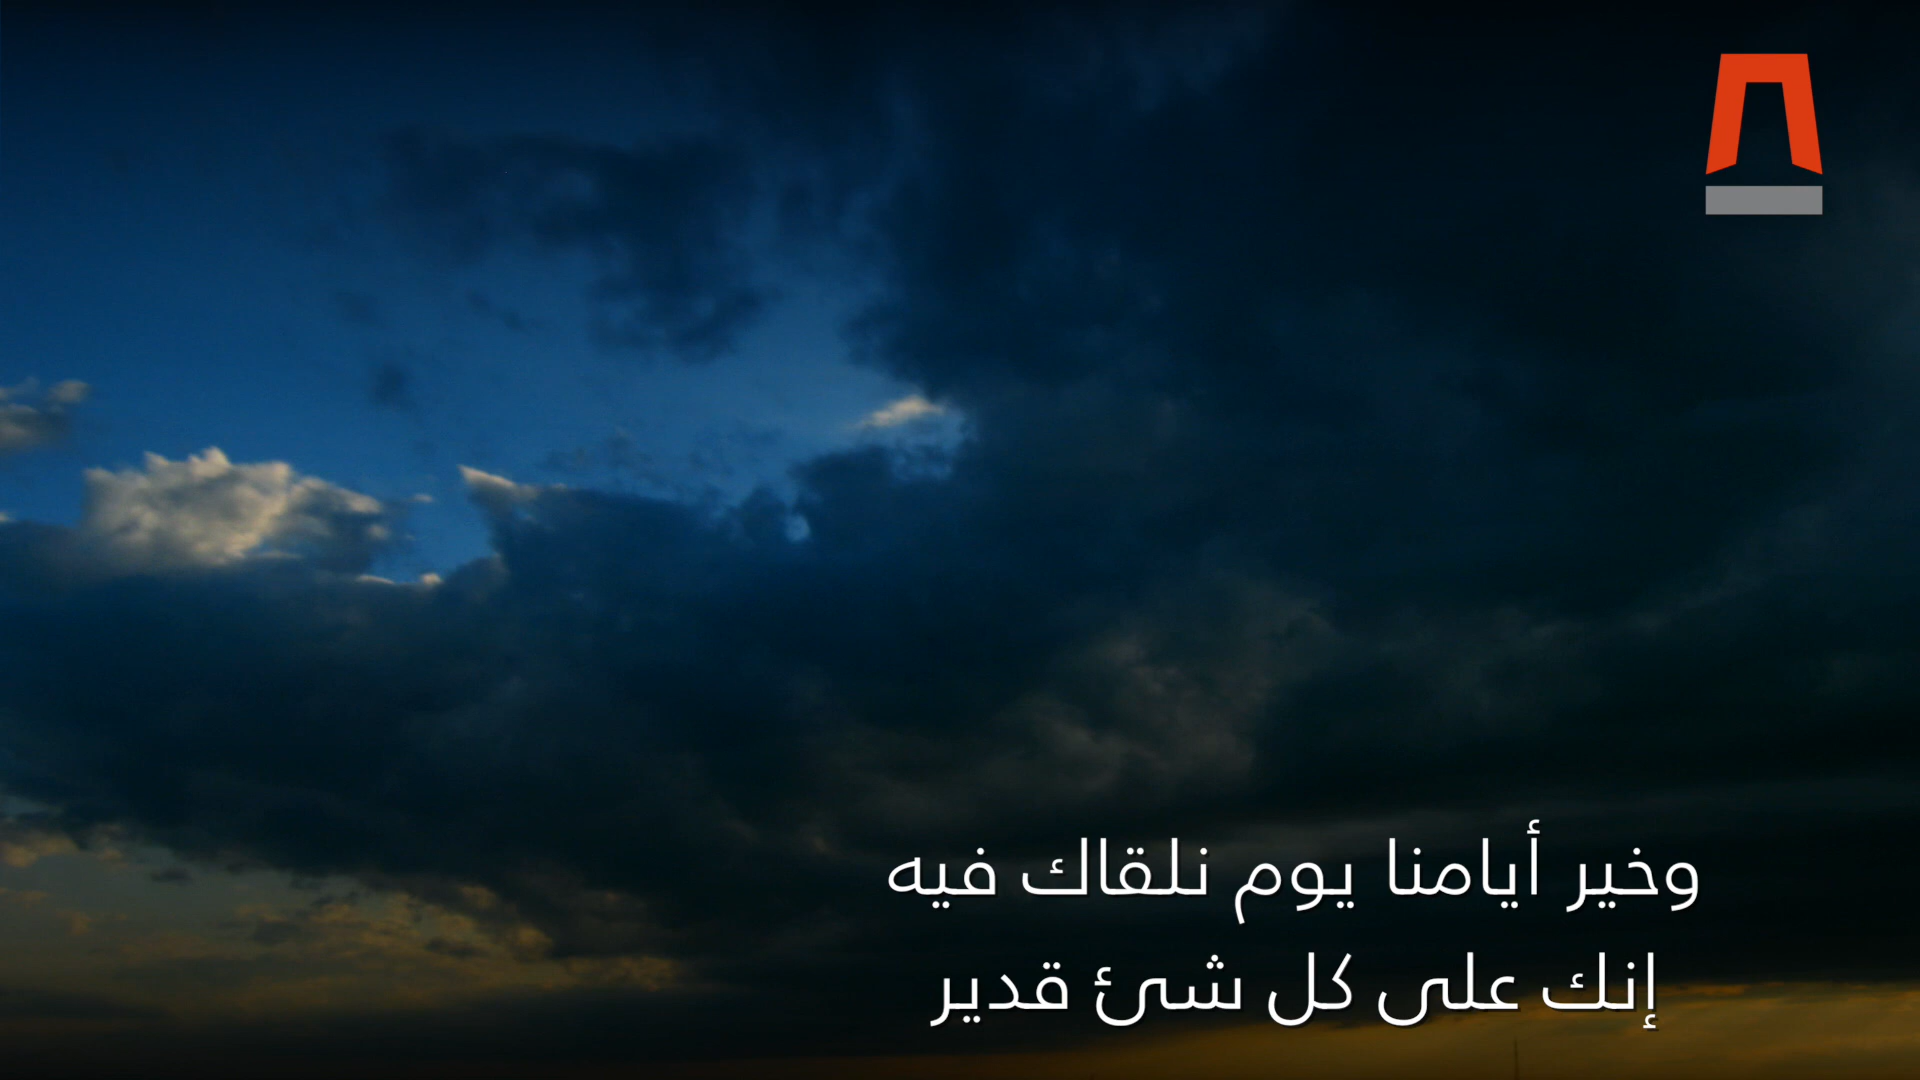 وخير أيامنا يوم نلقاك فيه
إنك على كل شئ قدير